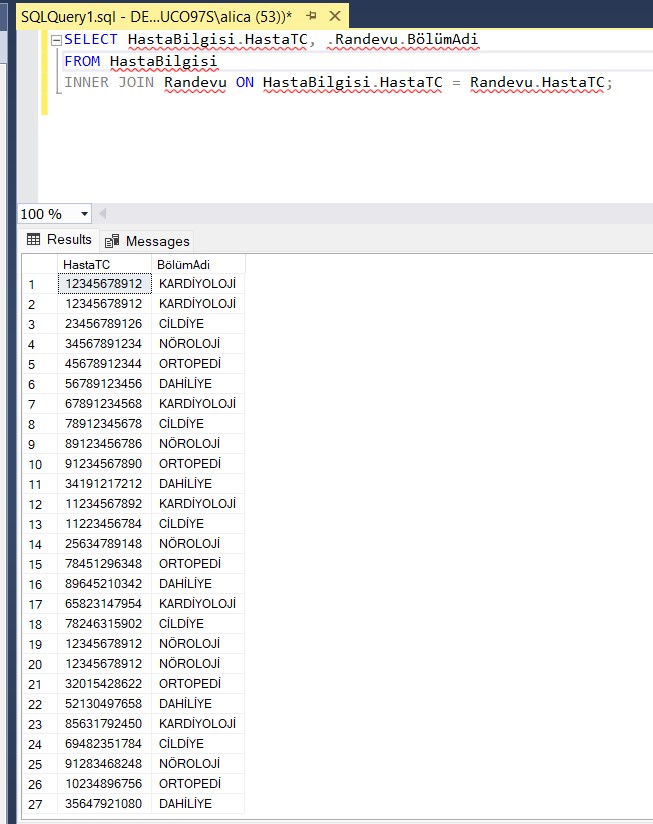 SQLQuery1.sql - DE...UCO97S\alica (53))*
SELECT HastaBilgisi.HastaTC, .Randevu.BölümAdi
FROM HastaBilgisi
INNER JOIN Randevu ON HastaBilgisi.HastaTC = Randevu.HastaTC;
100 %
Results Messages
HastaTC BölümAdi
1 12345678912 KARDİYOLOJİ
2 12345678912 KARDİYOLOJİ
3 23456789126 CİLDİYE
4 34567891234 NÖROLOJİ
5 45678912344 ORTOPEDİ
6 56789123456 DAHİLİYE
7 67891234568 KARDİYOLOJİ
8 78912345678 CİLDİYE
9 89123456786 NÖROLOJİ
10 91234567890 ORTOPEDİ
11 34191217212 DAHİLİYE
12 11234567892 KARDİYOLOJİ
13 11223456784 CİLDİYE
14 25634789148 NÖROLOJİ
15 78451296348 ORTOPEDİ
16 89645210342 DAHİLİYE
17 65823147954 KARDİYOLOJİ
18 78246315902 CİLDİYE
19 12345678912 NÖROLOJİ
20 12345678912 NÖROLOJİ
21 32015428622 ORTOPEDİ
22 52130497658 DAHİLİYE
23 85631792450 KARDİYOLOJİ
24 69482351784 CİLDİYE
25 91283468248 NÖROLOJİ
26 10234896756 ORTOPEDİ
27 35647921080 DAHİLİYE